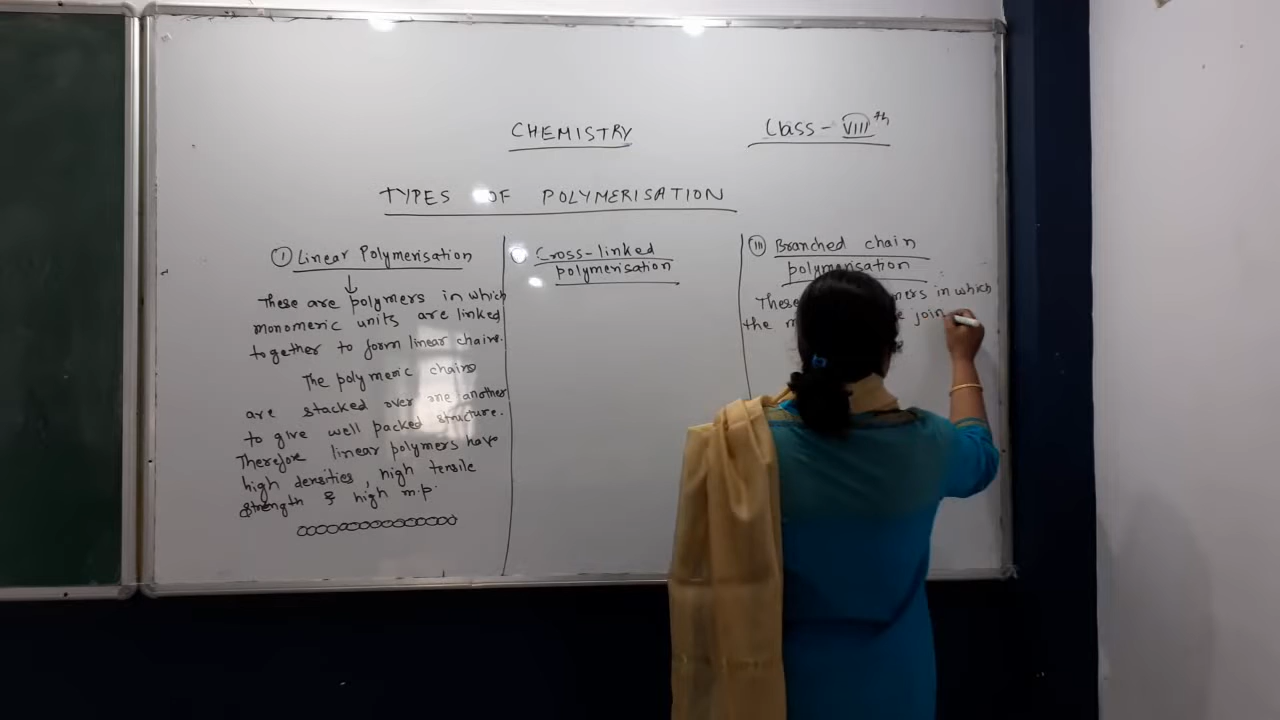 CHEMISTRY
Class - VIII th
TYPES OF POLYMERISATION
(I) Linear Polymerisation
These are polymers in which
monomeric units are linked
together to form linear chains.
The polymeric chains
are stacked over one another
to give well packed structure.
Therefore linear polymers have
high densities, high tensile
strength & high m.p.
Cross-linked
polymerisation
(III) Branched chain
polymerisation
These in which
the join